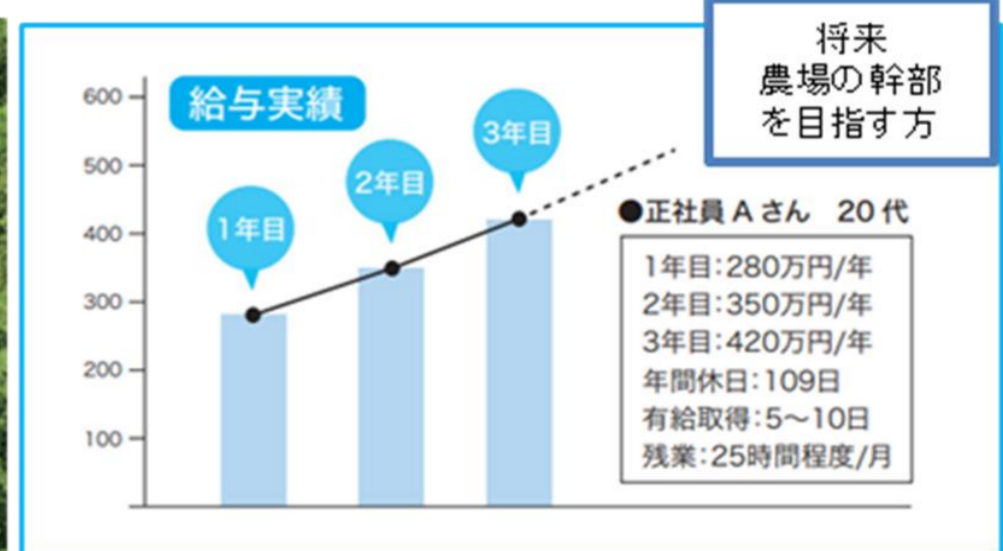 将来
農場の幹部
を目指す方
給与実績
600
500
400
300
200
100
1年目
2年目
3年目
●正社員 A さん 20 代
1年目:280万円/年
2年目:350万円/年
3年目:420万円/年
年間休日:109日
有給取得:5～10日
残業:25時間程度/月